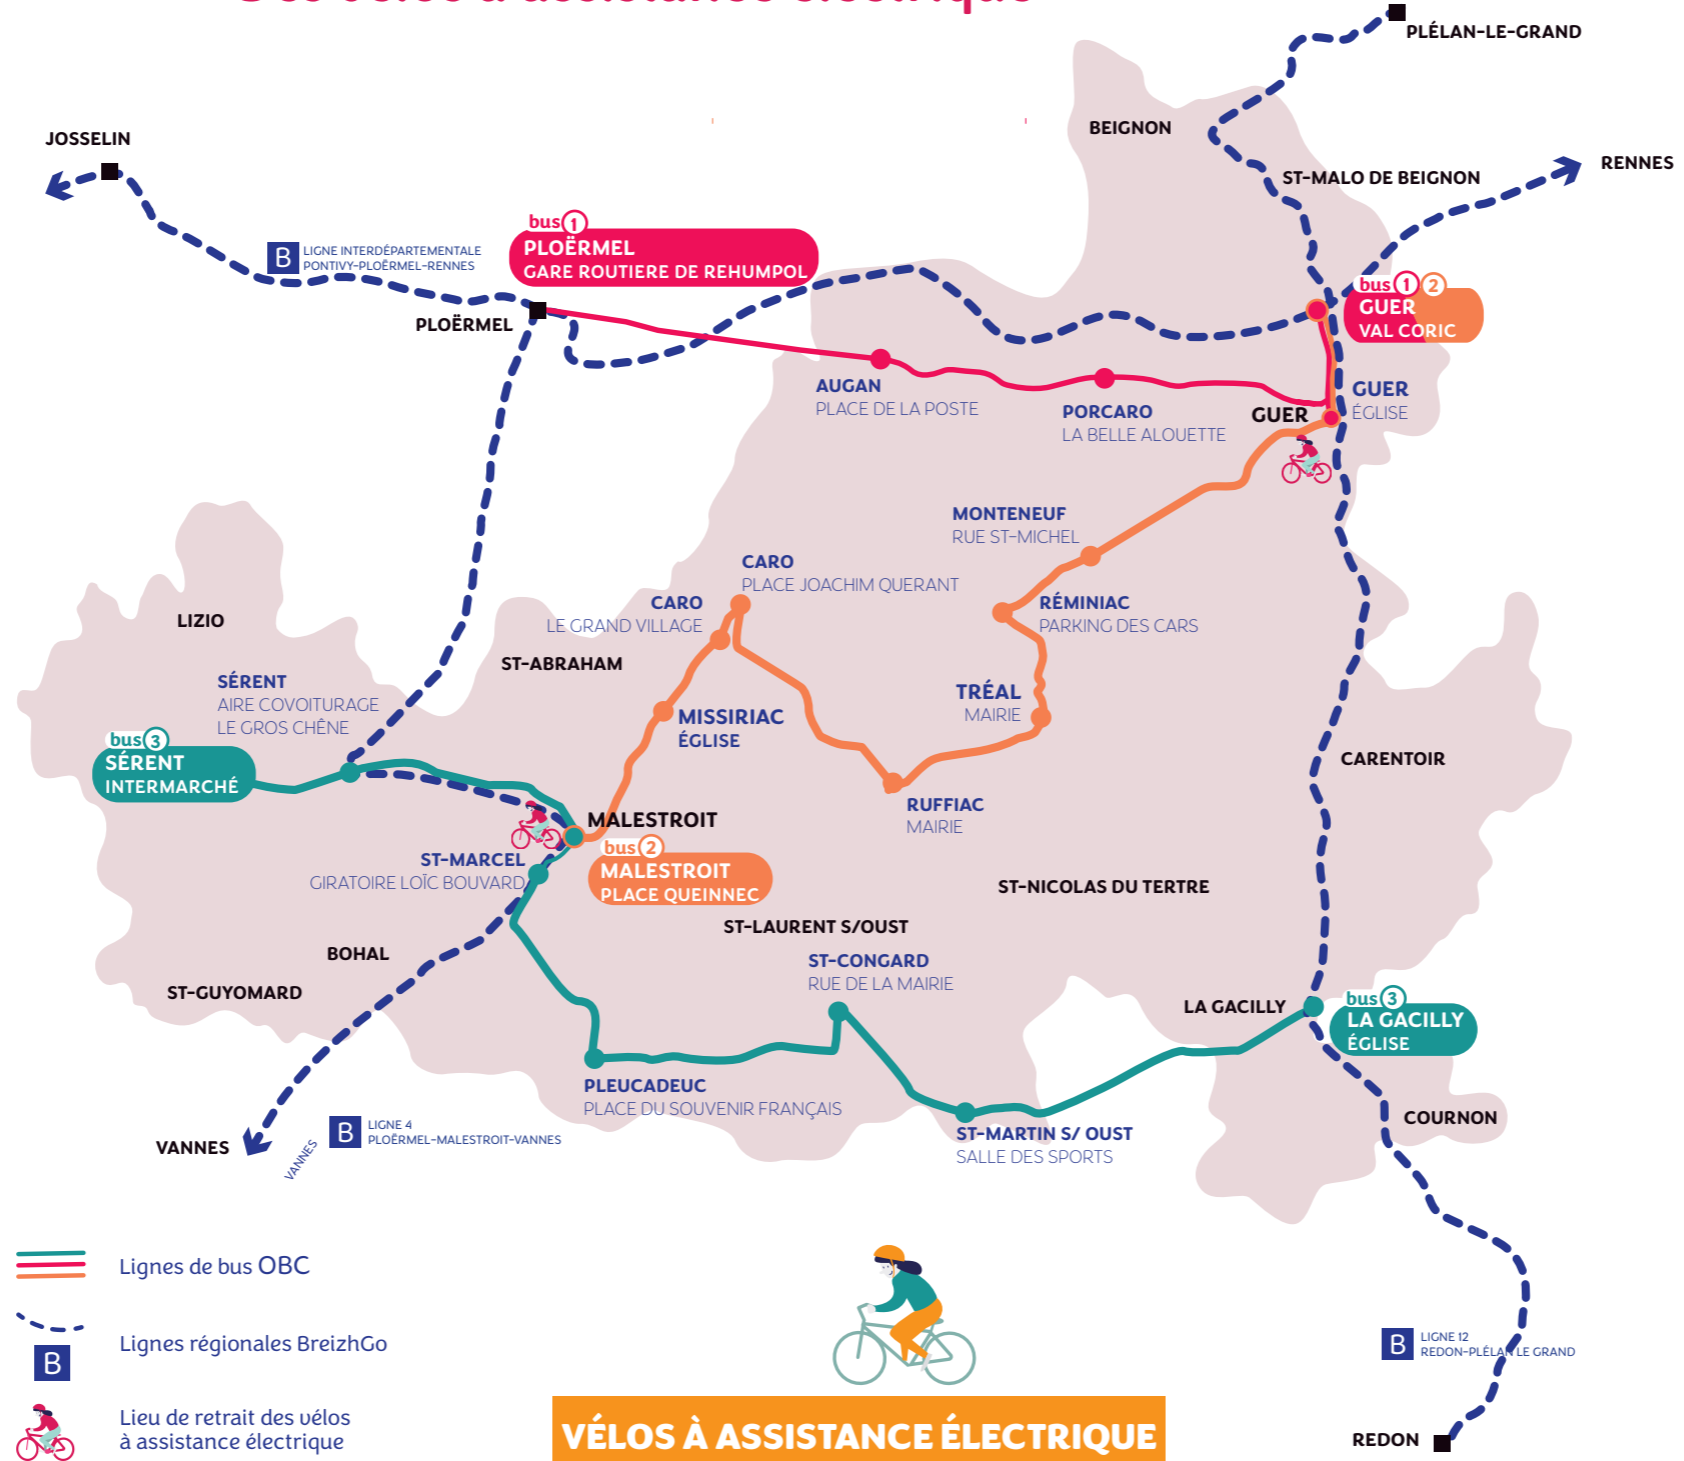 Des vélos à assistance électrique
PLÉLAN-LE-GRAND
BEIGNON
JOSSELIN
RENNES
ST-MALO DE BEIGNON
bus 1
PLOËRMEL
GARE ROUTIERE DE REHUMPOL
B
LIGNE INTERDÉPARTEMENTALE
PONTIVY-PLOËRMEL-RENNES
bus 1 2
GUER
VAL CORIC
PLOËRMEL
AUGAN
PLACE DE LA POSTE
PORCARO
LA BELLE ALOUETTE
GUER
GUER
ÉGLISE
MONTENEUF
RUE ST-MICHEL
CARO
PLACE JOACHIM QUERANT
CARO
LE GRAND VILLAGE
RÉMINIAC
PARKING DES CARS
LIZIO
ST-ABRAHAM
SÉRENT
AIRE COVOITURAGE
LE GROS CHÊNE
TRÉAL
MAIRIE
MISSIRIAC
ÉGLISE
bus 3
SÉRENT
INTERMARCHÉ
CARENTOIR
RUFFIAC
MAIRIE
MALESTROIT
bus 2
MALESTROIT
PLACE QUEINNEC
ST-MARCEL
GIRATOIRE LOÏC BOUVARD
ST-NICOLAS DU TERTRE
ST-LAURENT S/OUST
BOHAL
ST-CONGARD
RUE DE LA MAIRIE
ST-GUYOMARD
LA GACILLY
bus 3
LA GACILLY
ÉGLISE
PLEUCADEUC
PLACE DU SOUVENIR FRANÇAIS
COURNON
ST-MARTIN S/ OUST
SALLE DES SPORTS
VANNES
VANNES
B
LIGNE 4
PLOËRMEL-MALESTROIT-VANNES
Lignes de bus OBC
Lignes régionales BreizhGo
B
B
LIGNE 12
REDON-PLÉLAN LE GRAND
Lieu de retrait des vélos
à assistance électrique
VÉLOS À ASSISTANCE ÉLECTRIQUE
REDON